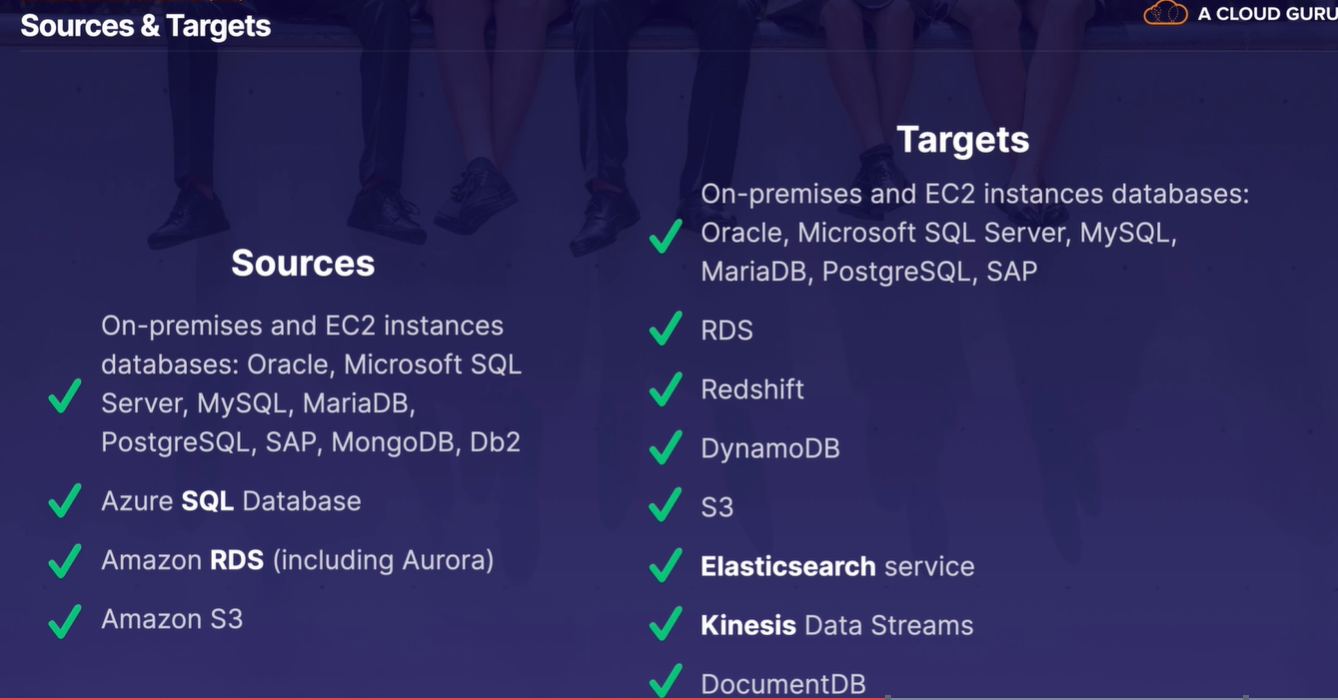 Sources & Targets
A CLOUD GURU
Sources
On-premises and EC2 instances
databases: Oracle, Microsoft SQL
Server, MySQL, MariaDB,
PostgreSQL, SAP, MongoDB, Db2
Azure SQL Database
Amazon RDS (including Aurora)
Amazon S3
Targets
On-premises and EC2 instances databases:
Oracle, Microsoft SQL Server, MySQL,
MariaDB, PostgreSQL, SAP
RDS
Redshift
DynamoDB
S3
Elasticsearch service
Kinesis Data Streams
DocumentDB